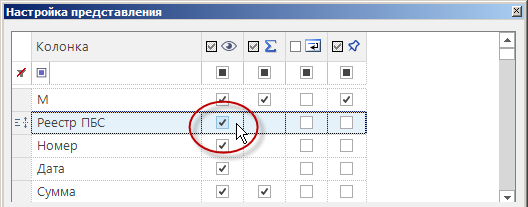 Настройка представления
Колонка
М
Реестр ПБС
Номер
Дата
Сумма